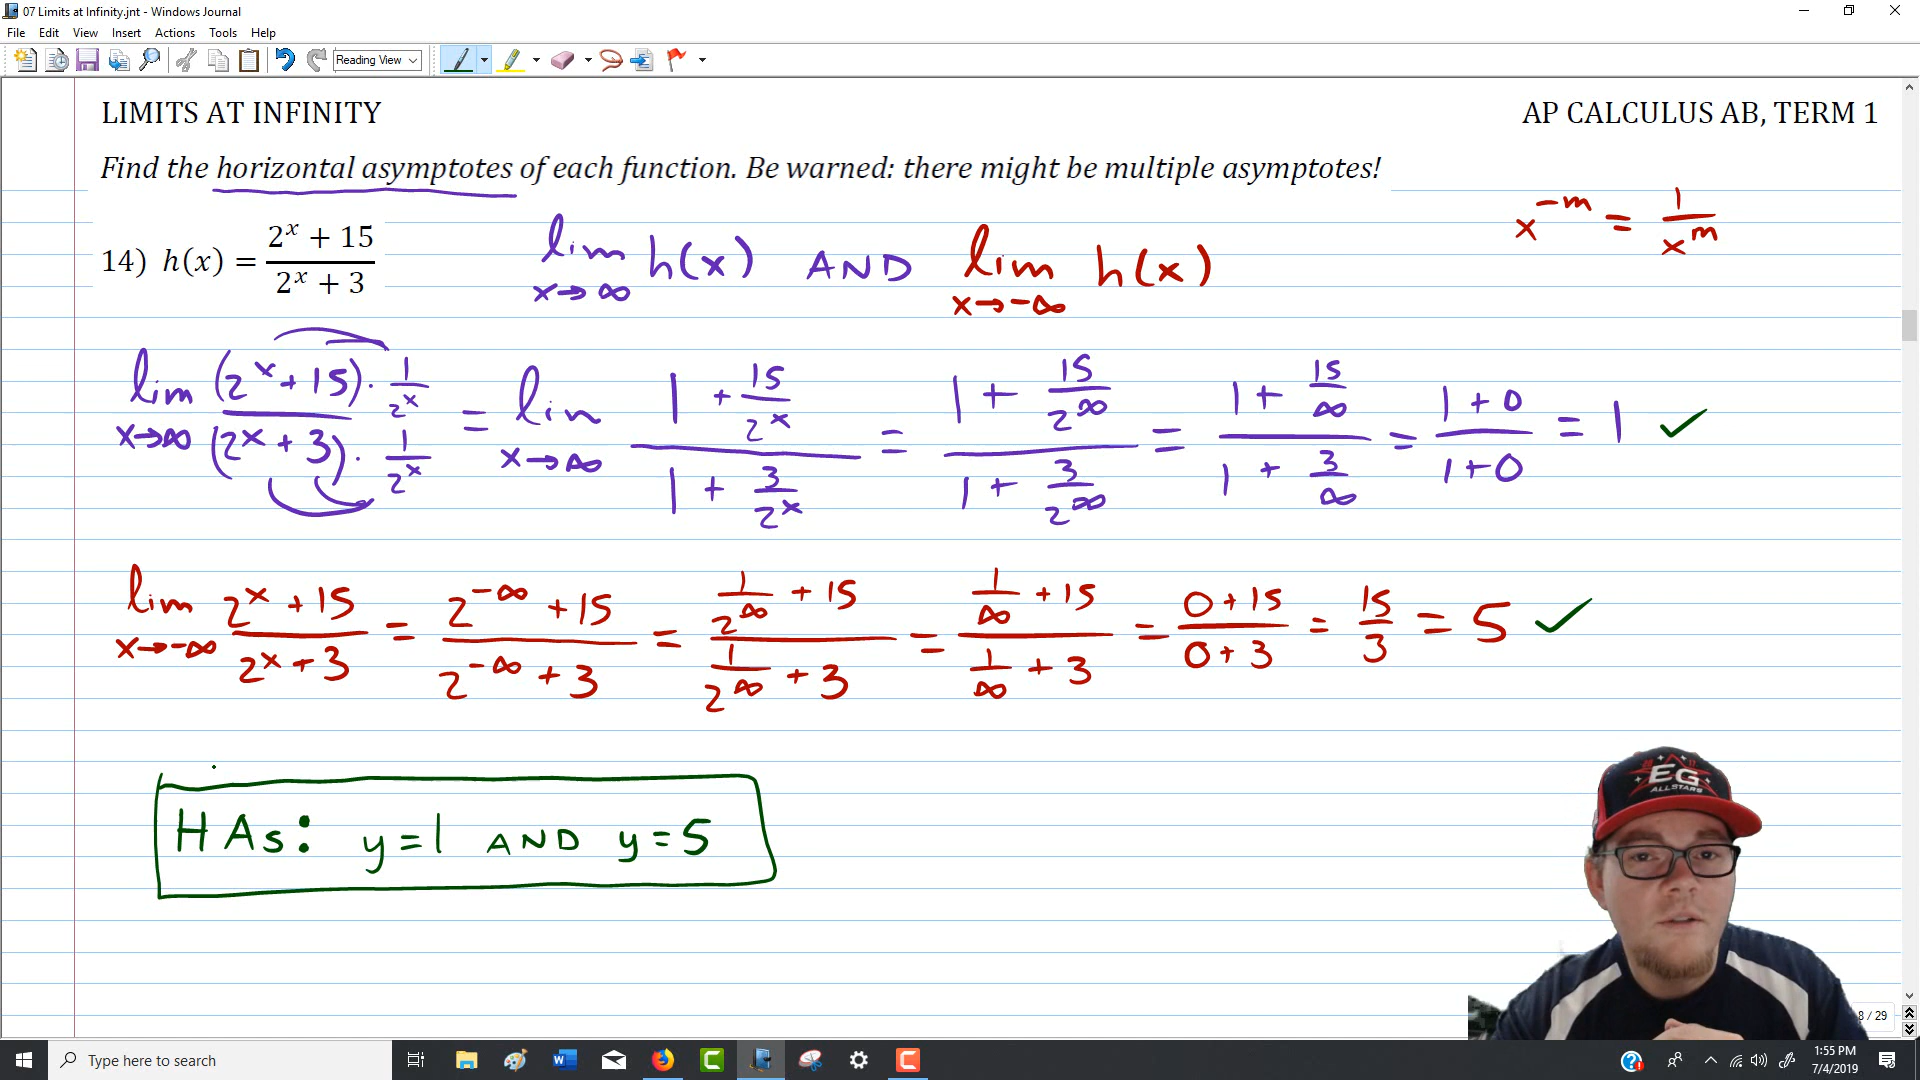 07 Limits at Infinity.jnt - Windows Journal
File Edit View Insert Actions Tools Help
Reading View
LIMITS AT INFINITY AP CALCULUS AB, TERM 1
Find the horizontal asymptotes of each function. Be warned: there might be multiple asymptotes!
x^-m = 1/x^m
14) h(x) = (2^x + 15)/(2^x + 3) lim x→∞ h(x) AND lim x→-∞ h(x)
lim x→∞ ((2^x + 15) · 1/2^x)/((2^x + 3) · 1/2^x) = lim x→∞ (1 + 15/2^x)/(1 + 3/2^x) = (1 + 15/2^∞)/(1 + 3/2^∞) = (1 + 15/∞)/(1 + 3/∞) = (1 + 0)/(1 + 0) = 1 ✓
lim x→-∞ (2^x + 15)/(2^x + 3) = (2^-∞ + 15)/(2^-∞ + 3) = (1/2^∞ + 15)/(1/2^∞ + 3) = (1/∞ + 15)/(1/∞ + 3) = (0 + 15)/(0 + 3) = 15/3 = 5 ✓
HAs: y=1 AND y=5
EG
ALLSTARS
8 / 29
Type here to search
1:55 PM
7/4/2019